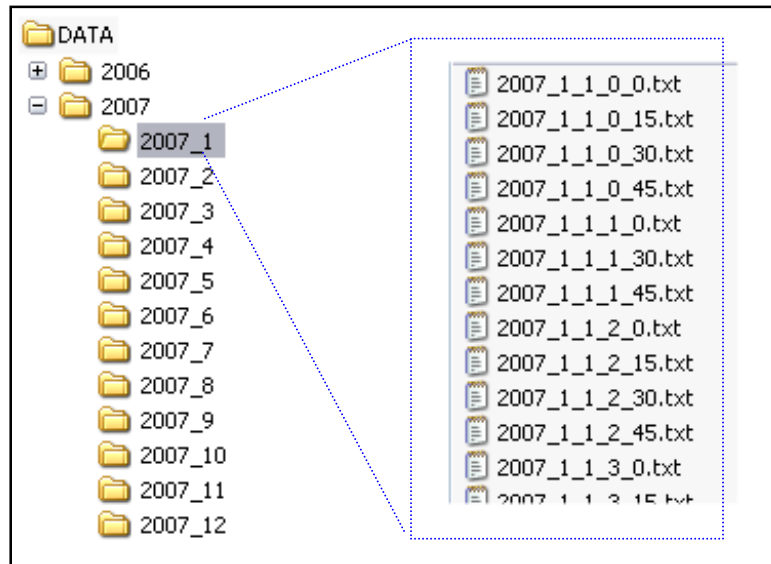 DATA
2006
2007
2007_1
2007_2
2007_3
2007_4
2007_5
2007_6
2007_7
2007_8
2007_9
2007_10
2007_11
2007_12
2007_1_1_0_0.txt
2007_1_1_0_15.txt
2007_1_1_0_30.txt
2007_1_1_0_45.txt
2007_1_1_1_0.txt
2007_1_1_1_30.txt
2007_1_1_1_45.txt
2007_1_1_2_0.txt
2007_1_1_2_15.txt
2007_1_1_2_30.txt
2007_1_1_2_45.txt
2007_1_1_3_0.txt
2007_1_1_3_15.txt